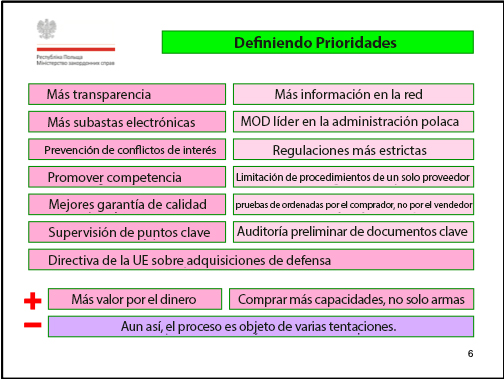 Република Польща
Міністерство закордонних справ
Definiendo Prioridades
Más transparencia
Más información en la red
Más subastas electrónicas
MOD líder en la administración polaca
Prevención de conflictos de interés
Regulaciones más estrictas
Promover competencia
Limitación de procedimientos de un solo proveedor
Mejores garantía de calidad
pruebas de ordenadas por el comprador, no por el vendedor
Supervisión de puntos clave
Auditoría preliminar de documentos clave
Directiva de la UE sobre adquisiciones de defensa
+
Más valor por el dinero
Comprar más capacidades, no solo armas
−
Aun así, el proceso es objeto de varias tentaciones.
6